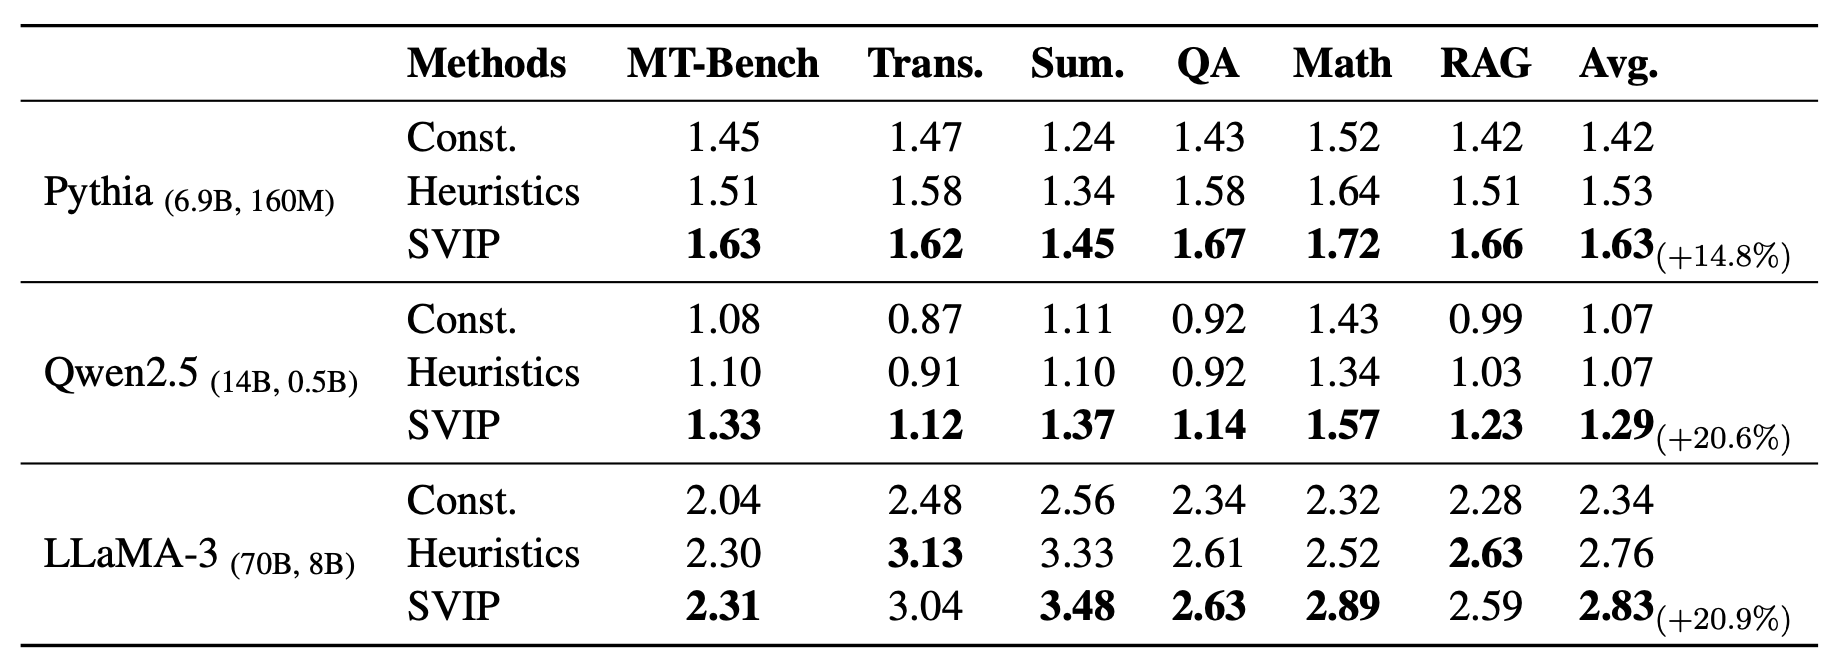 Methods MT-Bench Trans. Sum. QA Math RAG Avg.
Const. 1.45 1.47 1.24 1.43 1.52 1.42 1.42
Pythia (6.9B, 160M) Heuristics 1.51 1.58 1.34 1.58 1.64 1.51 1.53
SVIP 1.63 1.62 1.45 1.67 1.72 1.66 1.63(+14.8%)
Const. 1.08 0.87 1.11 0.92 1.43 0.99 1.07
Qwen2.5 (14B, 0.5B) Heuristics 1.10 0.91 1.10 0.92 1.34 1.03 1.07
SVIP 1.33 1.12 1.37 1.14 1.57 1.23 1.29(+20.6%)
Const. 2.04 2.48 2.56 2.34 2.32 2.28 2.34
LLaMA-3 (70B, 8B) Heuristics 2.30 3.13 3.33 2.61 2.52 2.63 2.76
SVIP 2.31 3.04 3.48 2.63 2.89 2.59 2.83(+20.9%)